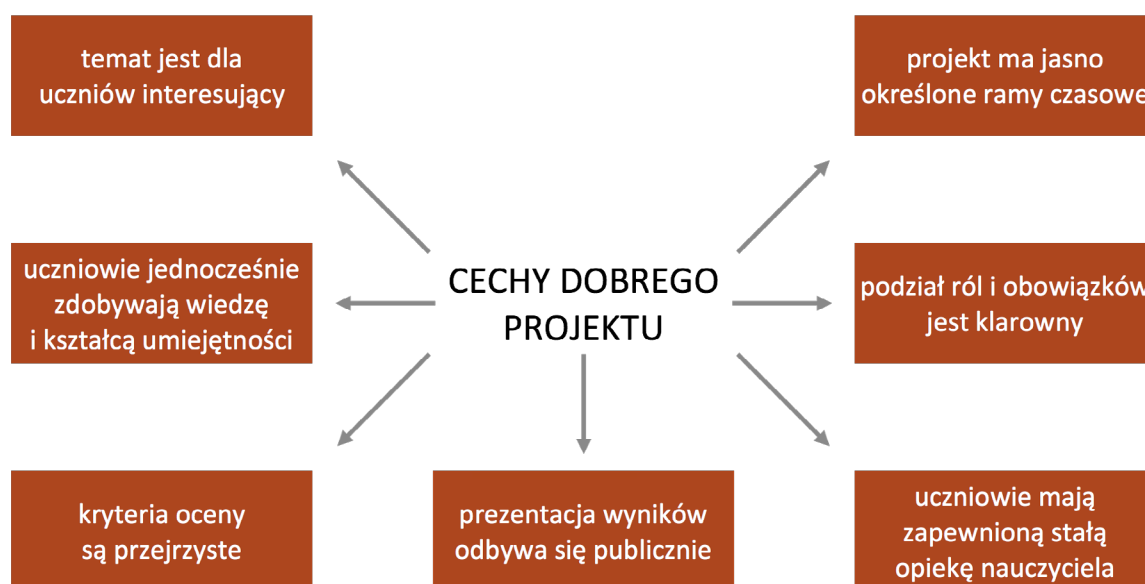 temat jest dla
uczniów interesujący
projekt ma jasno
określone ramy czasowe
uczniowie jednocześnie
zdobywają wiedzę
i kształcą umiejętności
CECHY DOBREGO
PROJEKTU
podział ról i obowiązków
jest klarowny
kryteria oceny
są przejrzyste
prezentacja wyników
odbywa się publicznie
uczniowie mają
zapewnioną stałą
opiekę nauczyciela